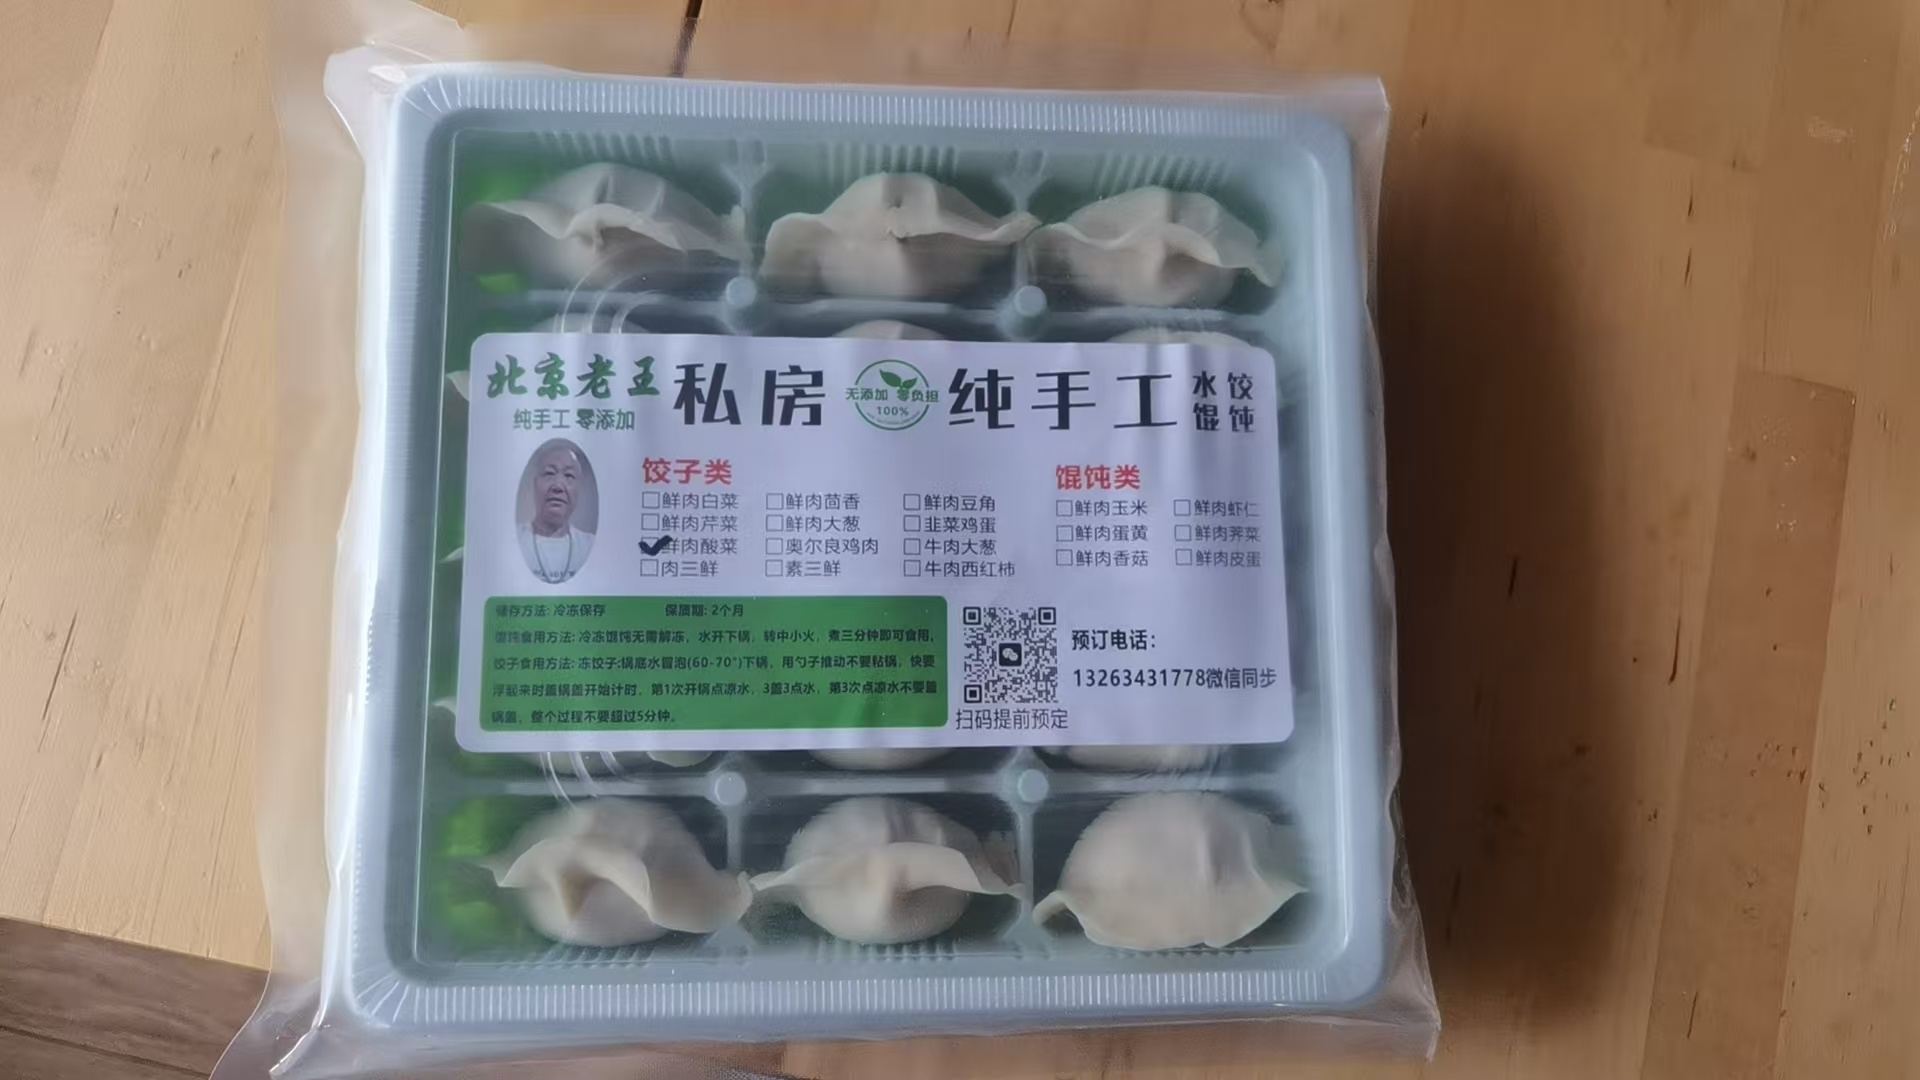 北京老王
纯手工 零添加
私房
无添加 零负担
100%
纯手工
水饺
馄饨
饺子类
□鲜肉白菜 □鲜肉茴香 □鲜肉豆角
□鲜肉芹菜 □鲜肉大葱 □韭菜鸡蛋
☑鲜肉酸菜 □奥尔良鸡肉 □牛肉大葱
□肉三鲜 □素三鲜 □牛肉西红柿
馄饨类
□鲜肉玉米 □鲜肉虾仁
□鲜肉蛋黄 □鲜肉荠菜
□鲜肉香菇 □鲜肉皮蛋
储存方法: 冷冻保存 保质期: 2个月
馄饨食用方法: 冷冻馄饨无需解冻，水开下锅，转中小火，煮三分钟即可食用。
饺子食用方法: 冻饺子:锅底水冒泡(60-70°)下锅，用勺子推动不要粘锅，快要
浮起来时盖锅盖开始计时，第1次开锅点凉水，3盖3点水，第3次点凉水不要盖
锅盖，整个过程不要超过5分钟。
扫码提前预定
预订电话：
13263431778微信同步